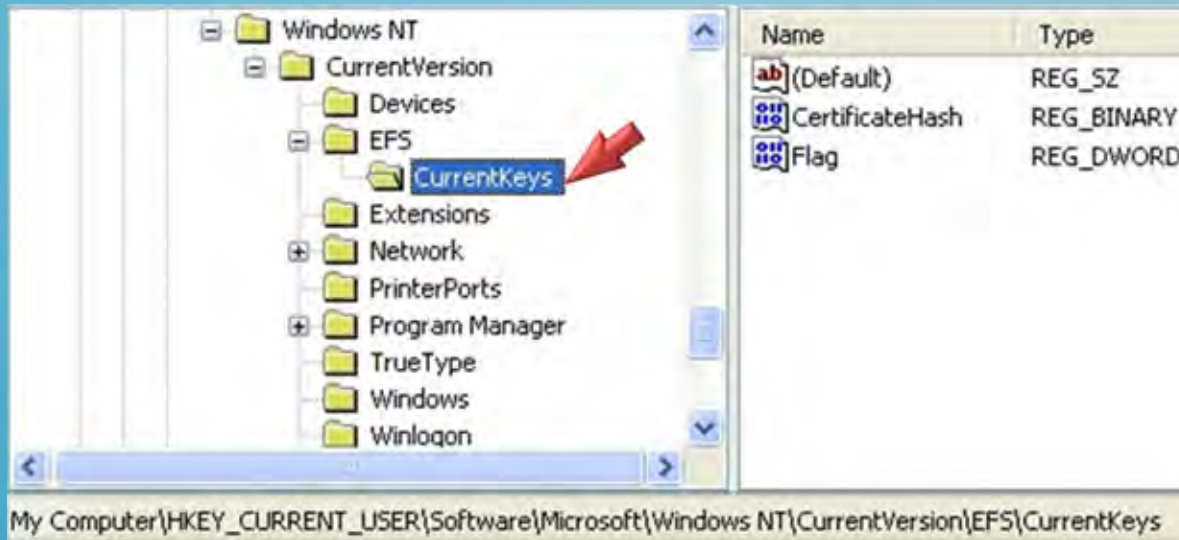 Windows NT
CurrentVersion
Devices
EFS
CurrentKeys
Extensions
Network
PrinterPorts
Program Manager
TrueType
Windows
Winlogon
Name Type
(Default) REG_SZ
CertificateHash REG_BINARY
Flag REG_DWORD
My Computer\HKEY_CURRENT_USER\Software\Microsoft\Windows NT\CurrentVersion\EFS\CurrentKeys